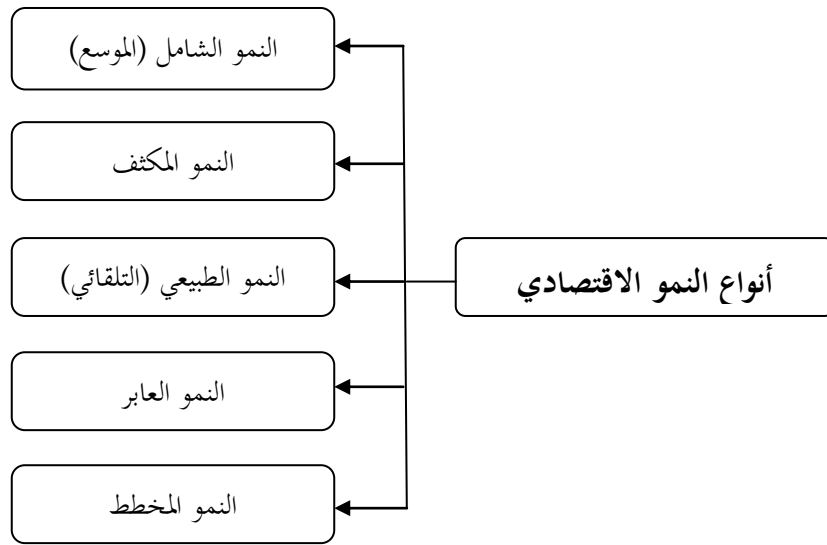 أنواع النمو الاقتصادي
النمو الشامل (الموسع)
النمو المكثف
النمو الطبيعي (التلقائي)
النمو العابر
النمو المخطط